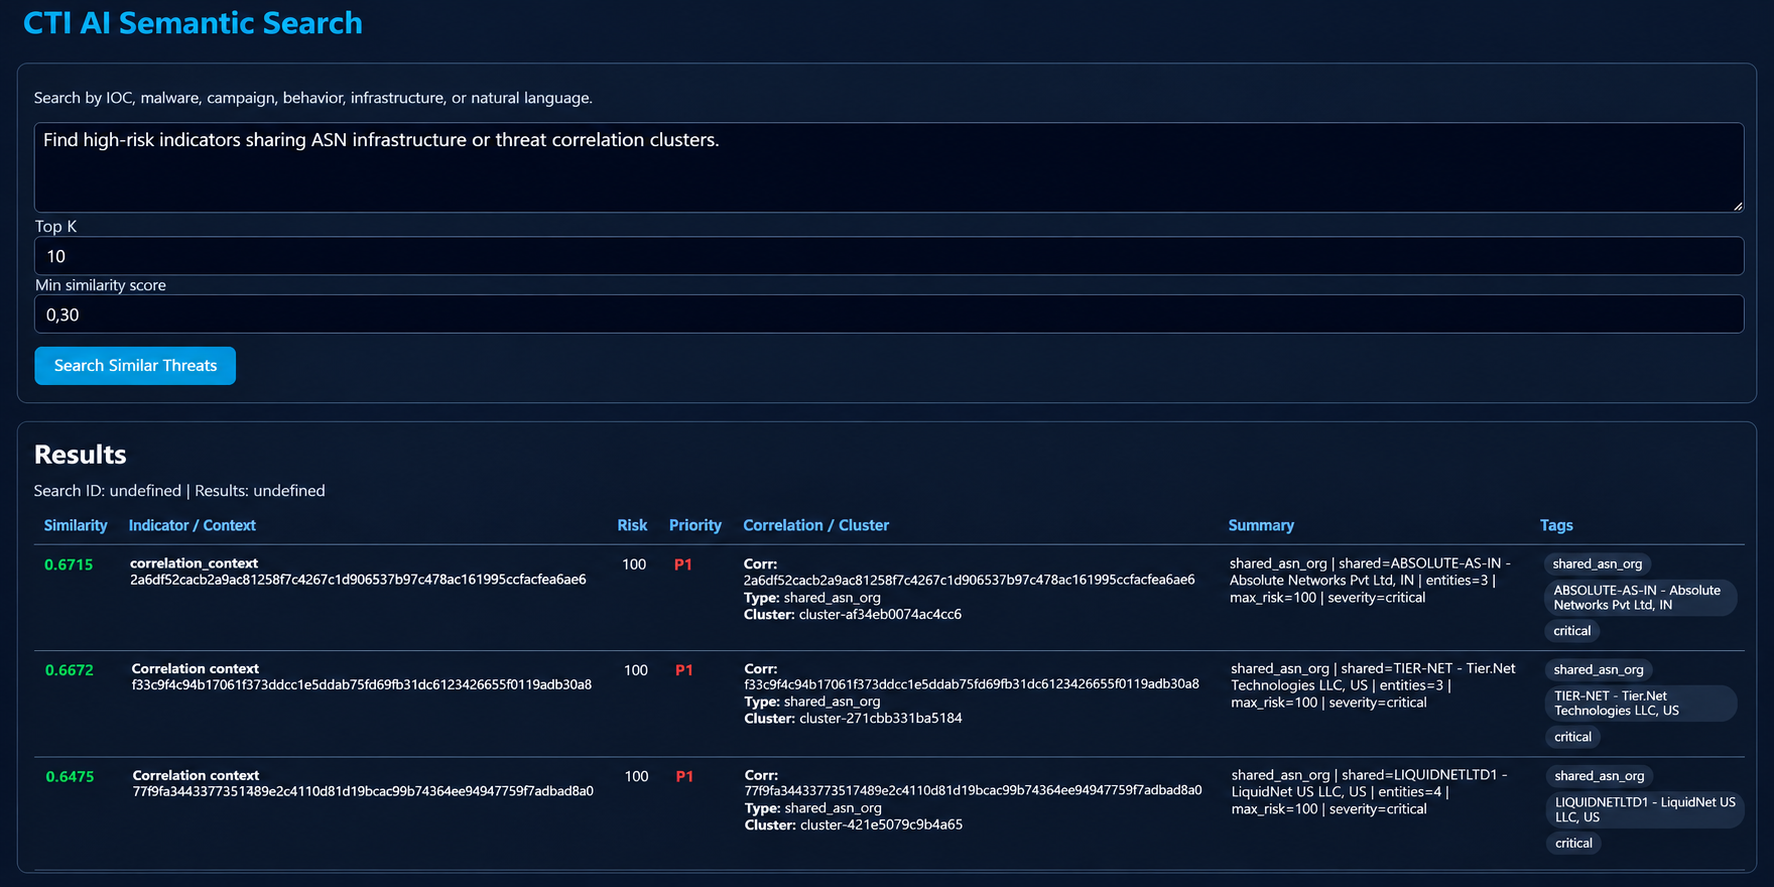 CTI AI Semantic Search
Search by IOC, malware, campaign, behavior, infrastructure, or natural language.
Find high-risk indicators sharing ASN infrastructure or threat correlation clusters.
Top K
10
Min similarity score
0,30
Search Similar Threats
Results
Search ID: undefined | Results: undefined
Similarity Indicator / Context Risk Priority Correlation / Cluster Summary Tags
0.6715
correlation_context
2a6df52cacb2a9ac81258f7c4267c1d906537b97c478ac161995ccfacfea6ae6
100
P1
Corr:
2a6df52cacb2a9ac81258f7c4267c1d906537b97c478ac161995ccfacfea6ae6
Type: shared_asn_org
Cluster: cluster-af34eb0074ac4cc6
shared_asn_org | shared=ABSOLUTE-AS-IN -
Absolute Networks Pvt Ltd, IN | entities=3 |
max_risk=100 | severity=critical
shared_asn_org
ABSOLUTE-AS-IN - Absolute
Networks Pvt Ltd, IN
critical
0.6672
Correlation context
f33c9f4c94b17061f373ddcc1e5ddab75fd69fb31dc6123426655f0119adb30a8
100
P1
Corr:
f33c9f4c94b17061f373ddcc1e5ddab75fd69fb31dc6123426655f0119adb30a8
Type: shared_asn_org
Cluster: cluster-271cbb331ba5184
shared_asn_org | shared=TIER-NET - Tier.Net
Technologies LLC, US | entities=3 |
max_risk=100 | severity=critical
shared_asn_org
TIER-NET - Tier.Net
Technologies LLC, US
critical
0.6475
Correlation context
77f9fa34433773517489e2c4110d81d19bcac99b74364ee94947759f7adbad8a0
100
P1
Corr:
77f9fa34433773517489e2c4110d81d19bcac99b74364ee94947759f7adbad8a0
Type: shared_asn_org
Cluster: cluster-421e5079c9b4a65
shared_asn_org | shared=LIQUIDNETLTD1 -
LiquidNet US LLC, US | entities=4 |
max_risk=100 | severity=critical
shared_asn_org
LIQUIDNETLTD1 - LiquidNet US
LLC, US
critical